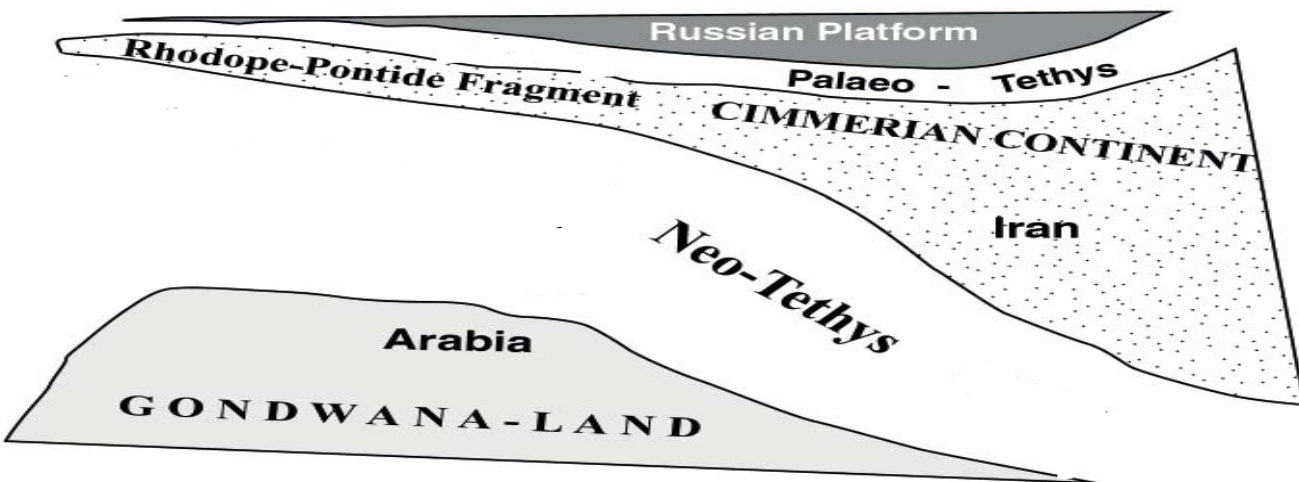 Russian Platform
Rhodope-Pontide Fragment
Palaeo - Tethys
CIMMERIAN CONTINENT
Iran
Neo-Tethys
Arabia
GONDWANA-LAND